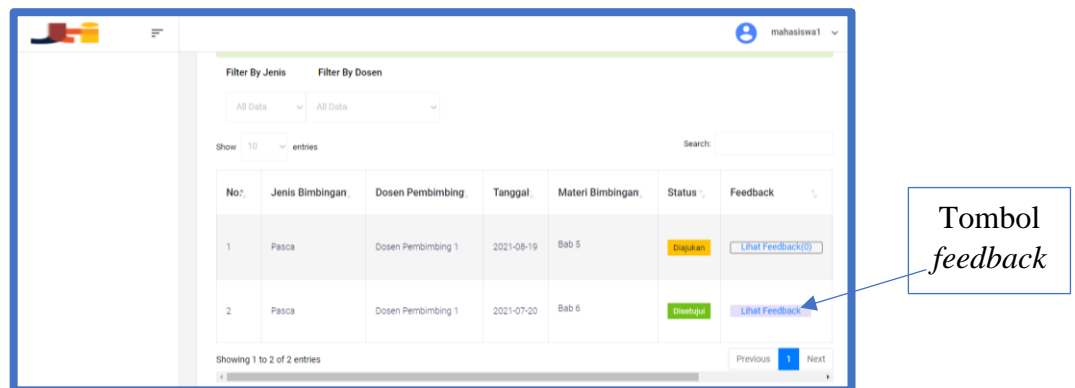 mahasiswa1
Filter By Jenis Filter By Dosen
All Data All Data
Show 10 entries Search:
No. Jenis Bimbingan Dosen Pembimbing Tanggal Materi Bimbingan Status Feedback
1 Pasca Dosen Pembimbing 1 2021-08-19 Bab 5 Diajukan Lihat Feedback(0)
2 Pasca Dosen Pembimbing 1 2021-07-20 Bab 6 Disetujui Lihat Feedback
Showing 1 to 2 of 2 entries Previous 1 Next
Tombol
feedback